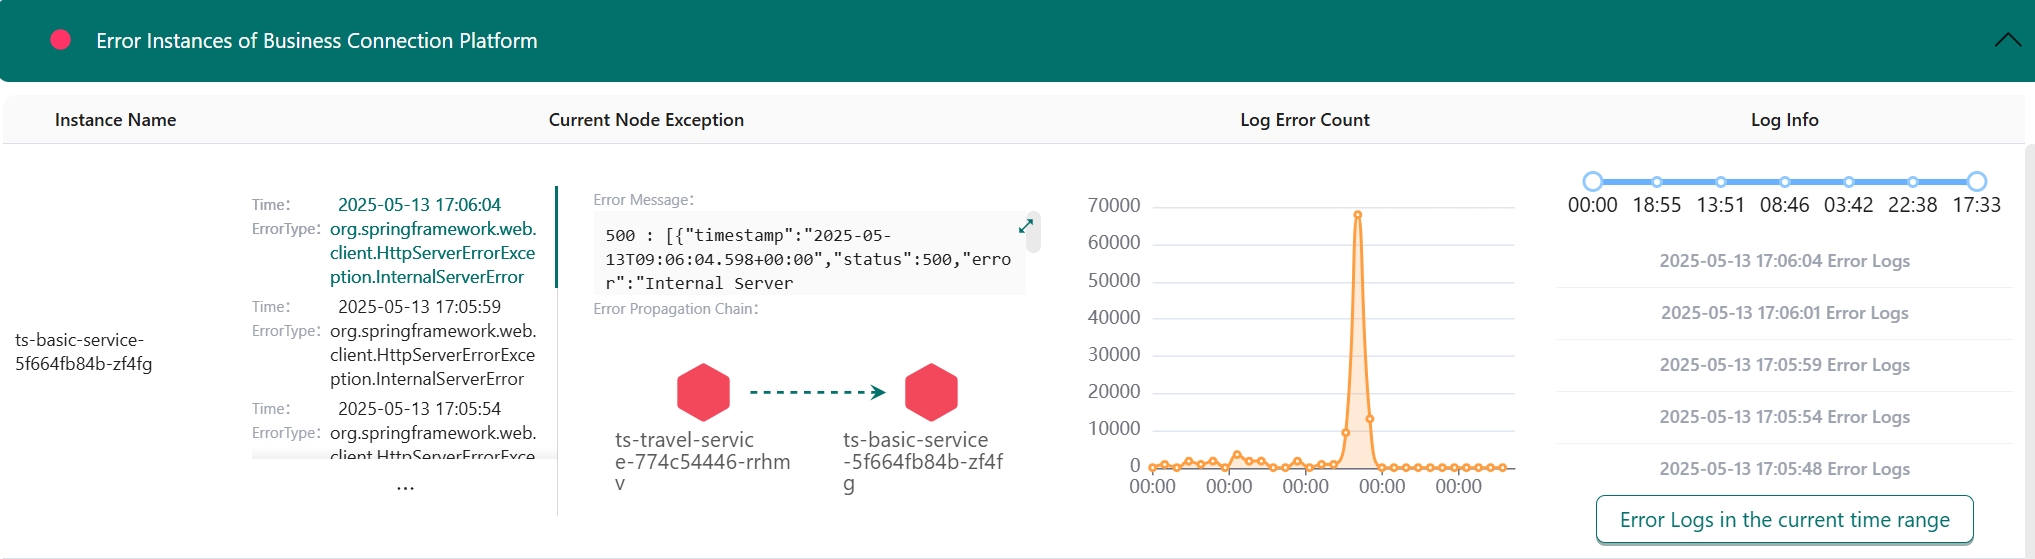 Error Instances of Business Connection Platform
Instance Name
Current Node Exception
Log Error Count
Log Info
ts-basic-service-
5f664fb84b-zf4fg
Time: 2025-05-13 17:06:04
ErrorType: org.springframework.web.
client.HttpServerErrorExce
ption.InternalServerError
Time: 2025-05-13 17:05:59
ErrorType: org.springframework.web.
client.HttpServerErrorExce
ption.InternalServerError
Time: 2025-05-13 17:05:54
ErrorType: org.springframework.web.
client.HttpServerErrorExce
...
Error Message:
500 : [{"timestamp":"2025-05-
13T09:06:04.598+00:00","status":500,"erro
r":"Internal Server
Error Propagation Chain:
ts-travel-servic
e-774c54446-rrhm
v
ts-basic-service
-5f664fb84b-zf4f
g
70000
60000
50000
40000
30000
20000
10000
0
00:00 00:00 00:00 00:00 00:00
00:00 18:55 13:51 08:46 03:42 22:38 17:33
2025-05-13 17:06:04 Error Logs
2025-05-13 17:06:01 Error Logs
2025-05-13 17:05:59 Error Logs
2025-05-13 17:05:54 Error Logs
2025-05-13 17:05:48 Error Logs
Error Logs in the current time range